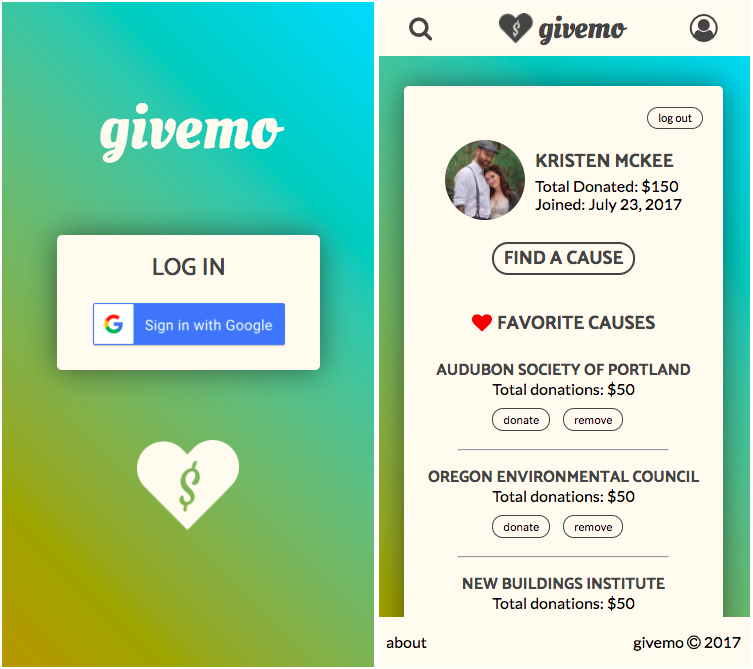 givemo
LOG IN
Sign in with Google
$
$ givemo
log out
KRISTEN MCKEE
Total Donated: $150
Joined: July 23, 2017
FIND A CAUSE
FAVORITE CAUSES
AUDUBON SOCIETY OF PORTLAND
Total donations: $50
donate remove
OREGON ENVIRONMENTAL COUNCIL
Total donations: $50
donate remove
NEW BUILDINGS INSTITUTE
Total donations: $50
about givemo © 2017